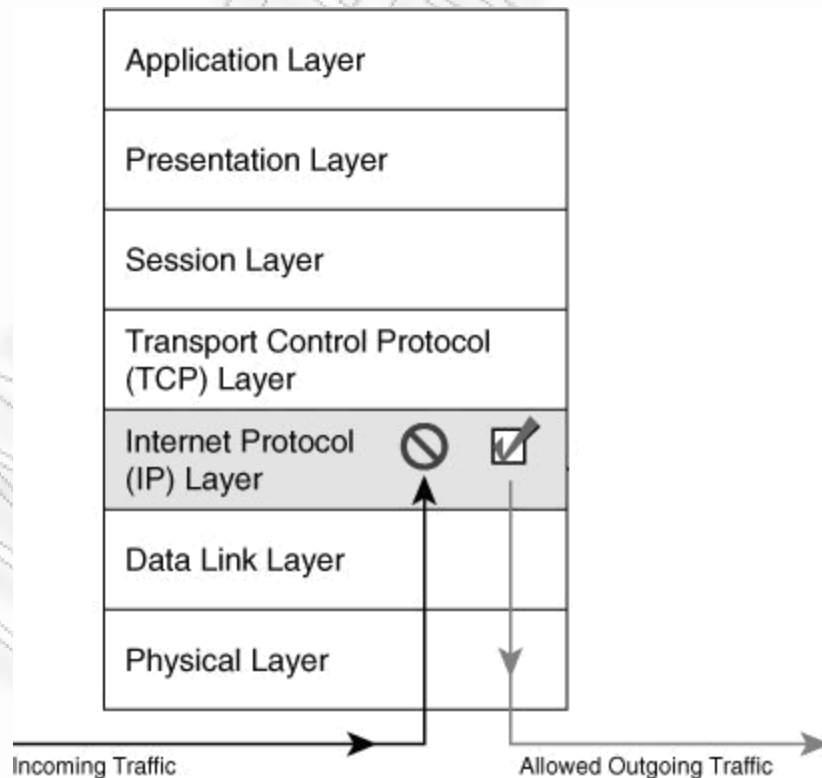 Application Layer
Presentation Layer
Session Layer
Transport Control Protocol
(TCP) Layer
Internet Protocol
(IP) Layer
Data Link Layer
Physical Layer
Incoming Traffic
Allowed Outgoing Traffic